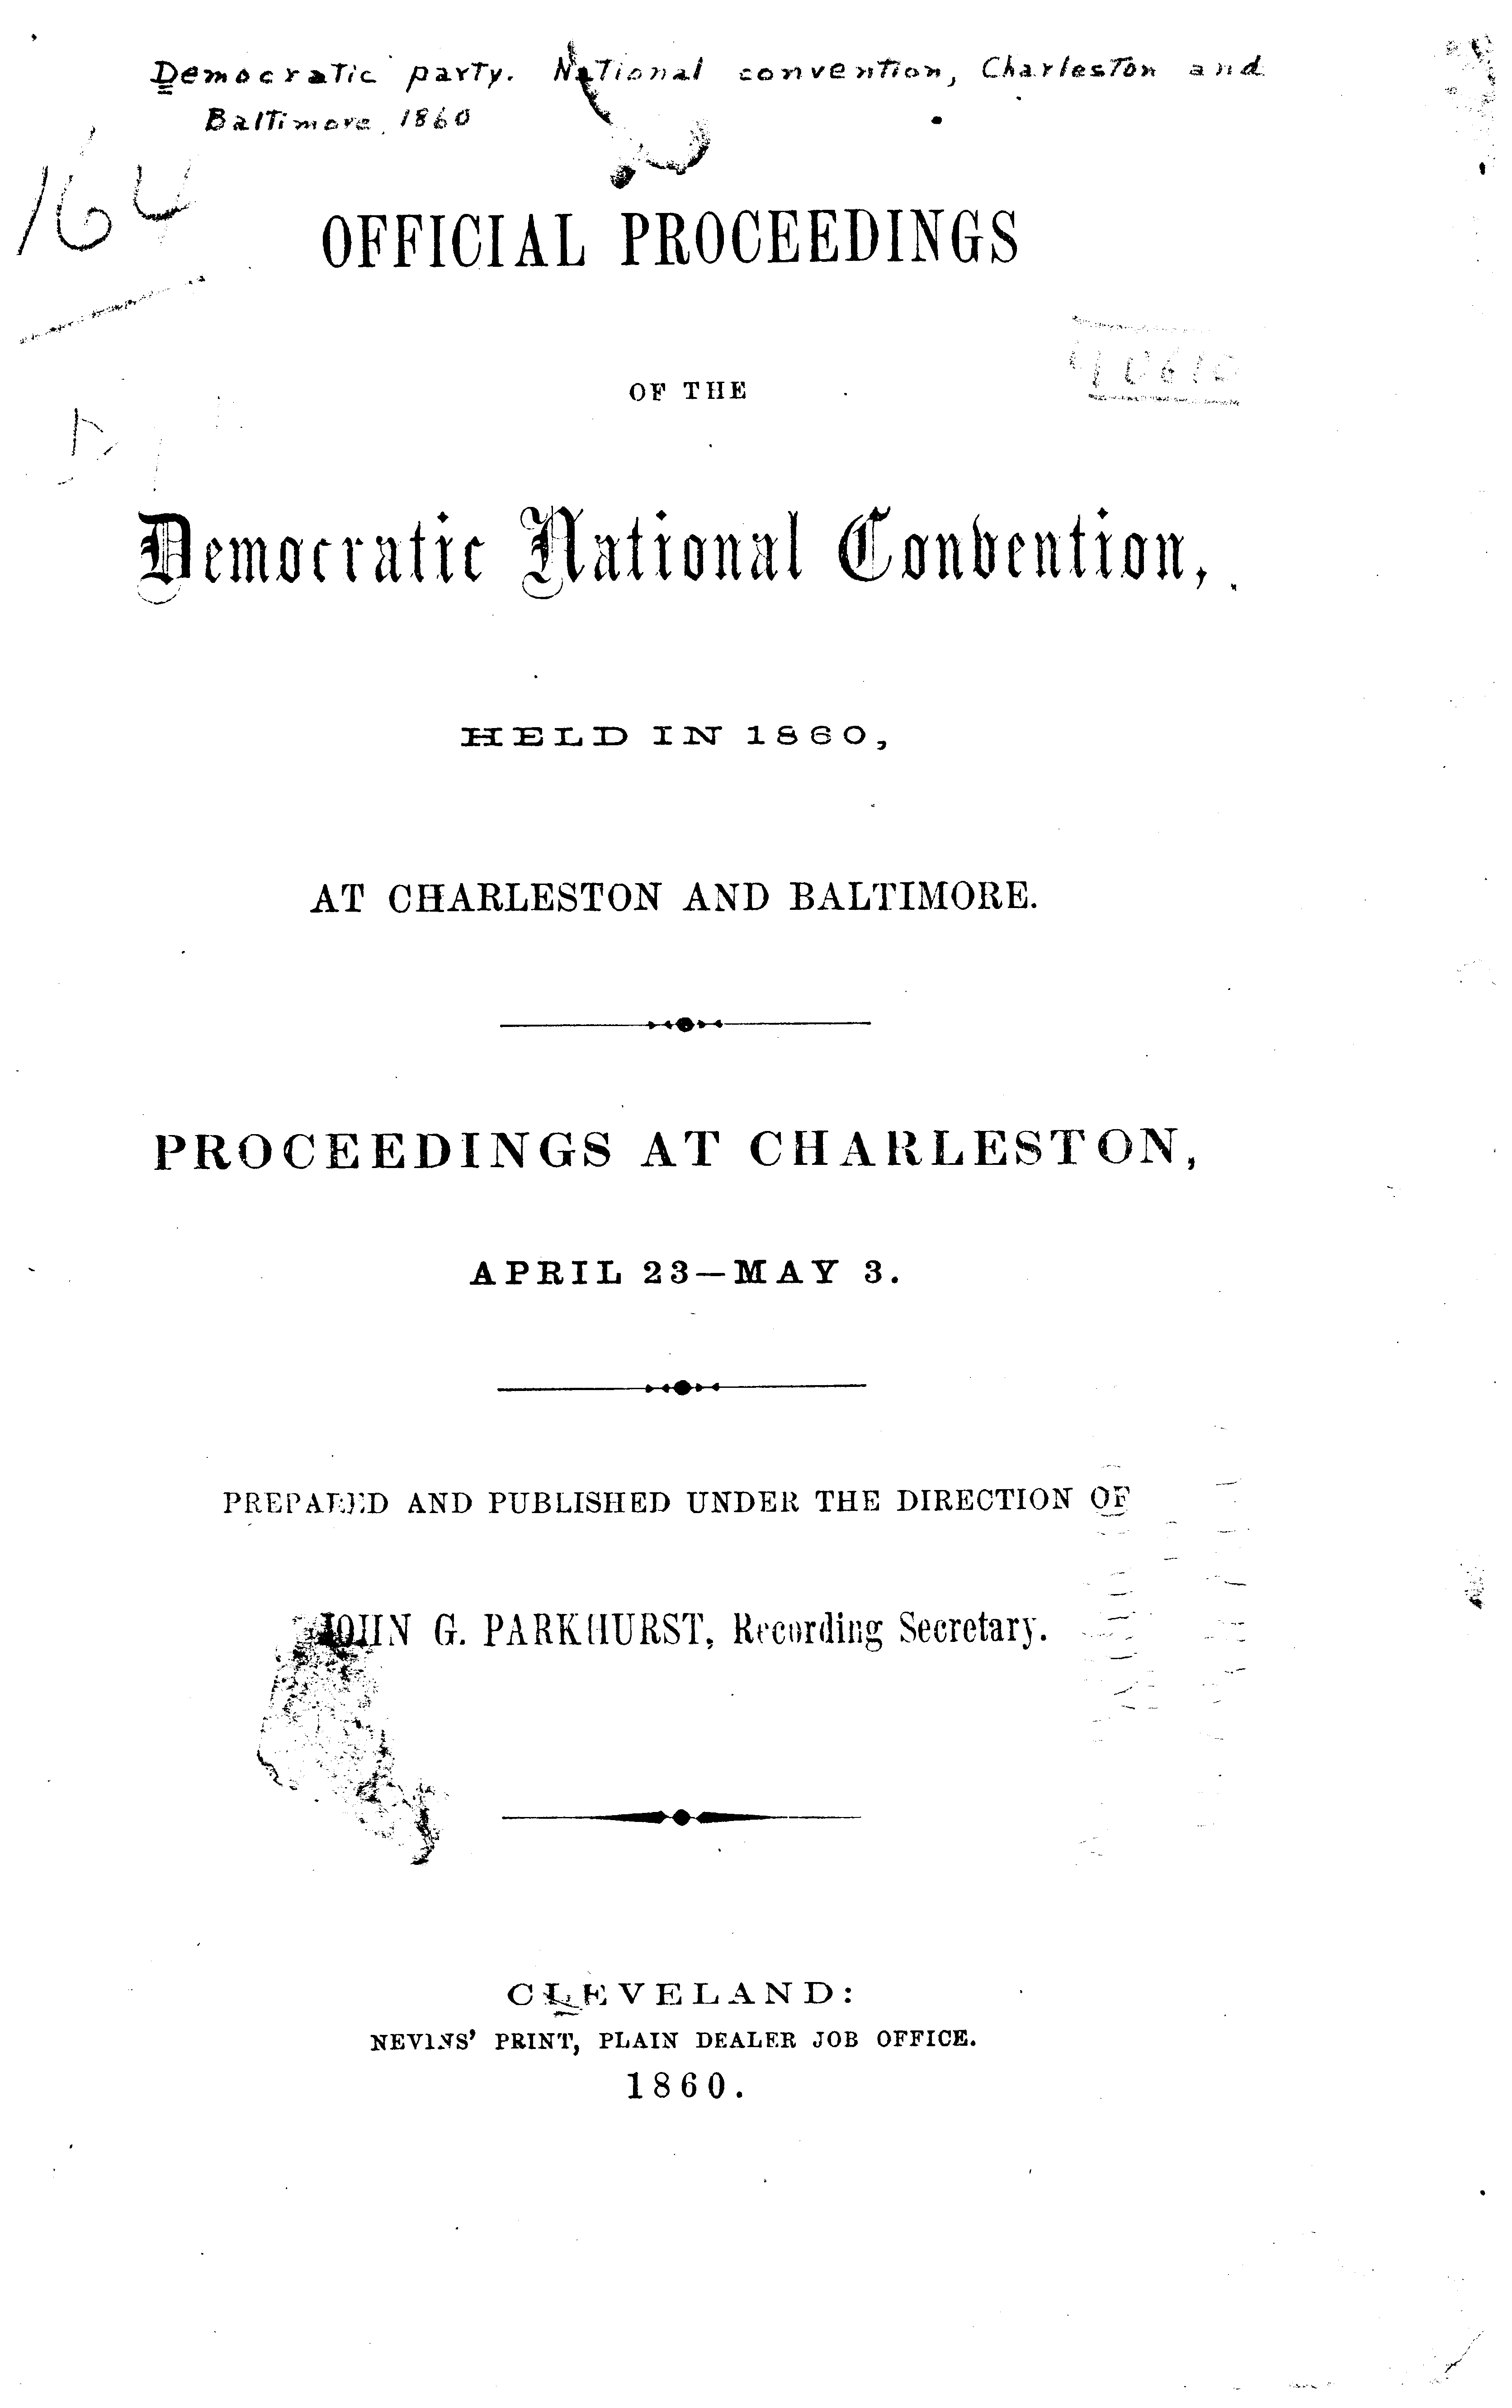 Democratic party. National convention, Charleston and
Baltimore, 1860
164
OFFICIAL PROCEEDINGS
OF THE
Democratic National Convention,
HELD IN 1860,
AT CHARLESTON AND BALTIMORE.
PROCEEDINGS AT CHARLESTON,
APRIL 23—MAY 3.
PREPARED AND PUBLISHED UNDER THE DIRECTION OF
JOHN G. PARKHURST, Recording Secretary.
CLEVELAND:
NEVINS' PRINT, PLAIN DEALER JOB OFFICE.
1860.